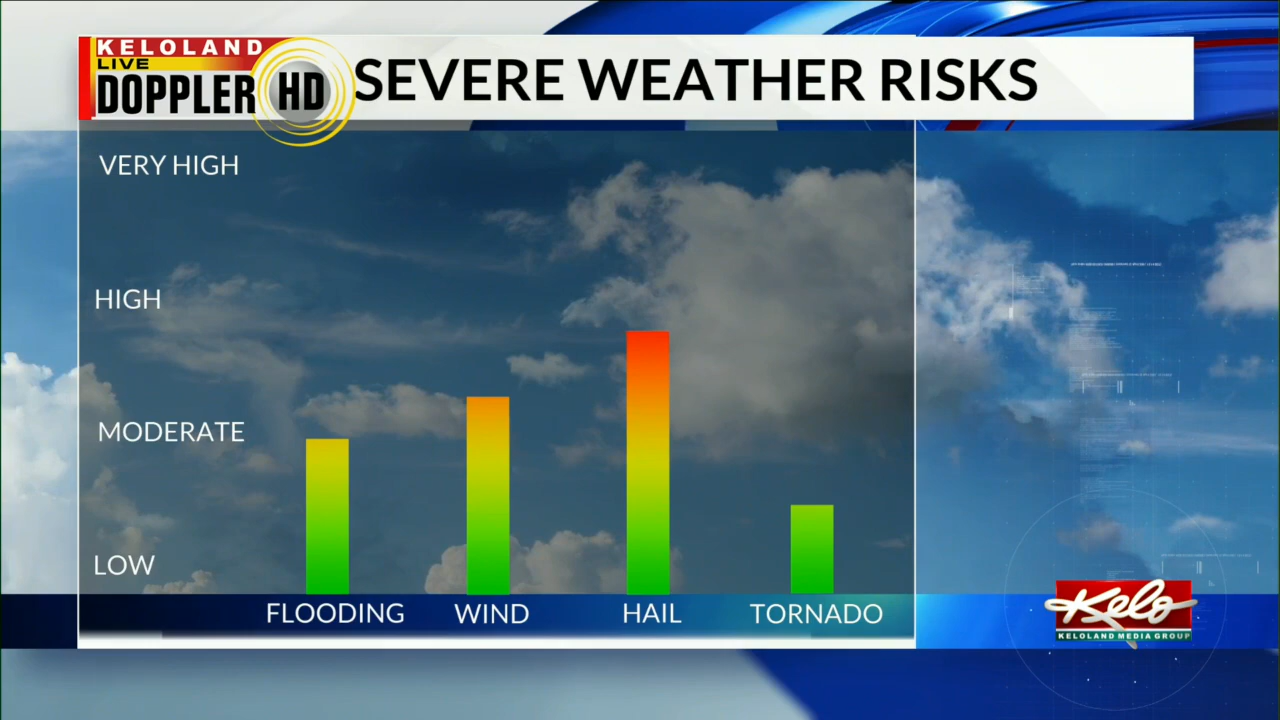 KELOLAND
LIVE
DOPPLER HD
SEVERE WEATHER RISKS
VERY HIGH
HIGH
MODERATE
LOW
FLOODING WIND HAIL TORNADO
Kelo
KELOLAND MEDIA GROUP